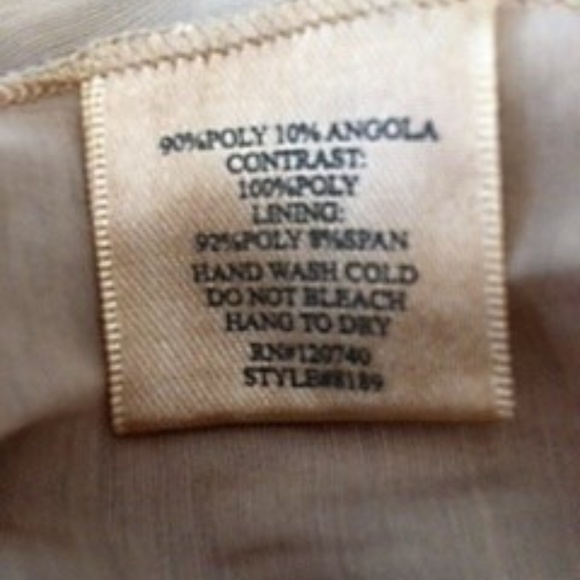 90%POLY 10% ANGOLA
CONTRAST:
100%POLY
LINING:
92%POLY 8%SPAN
HAND WASH COLD
DO NOT BLEACH
HANG TO DRY
RN#120740
STYLE#8189